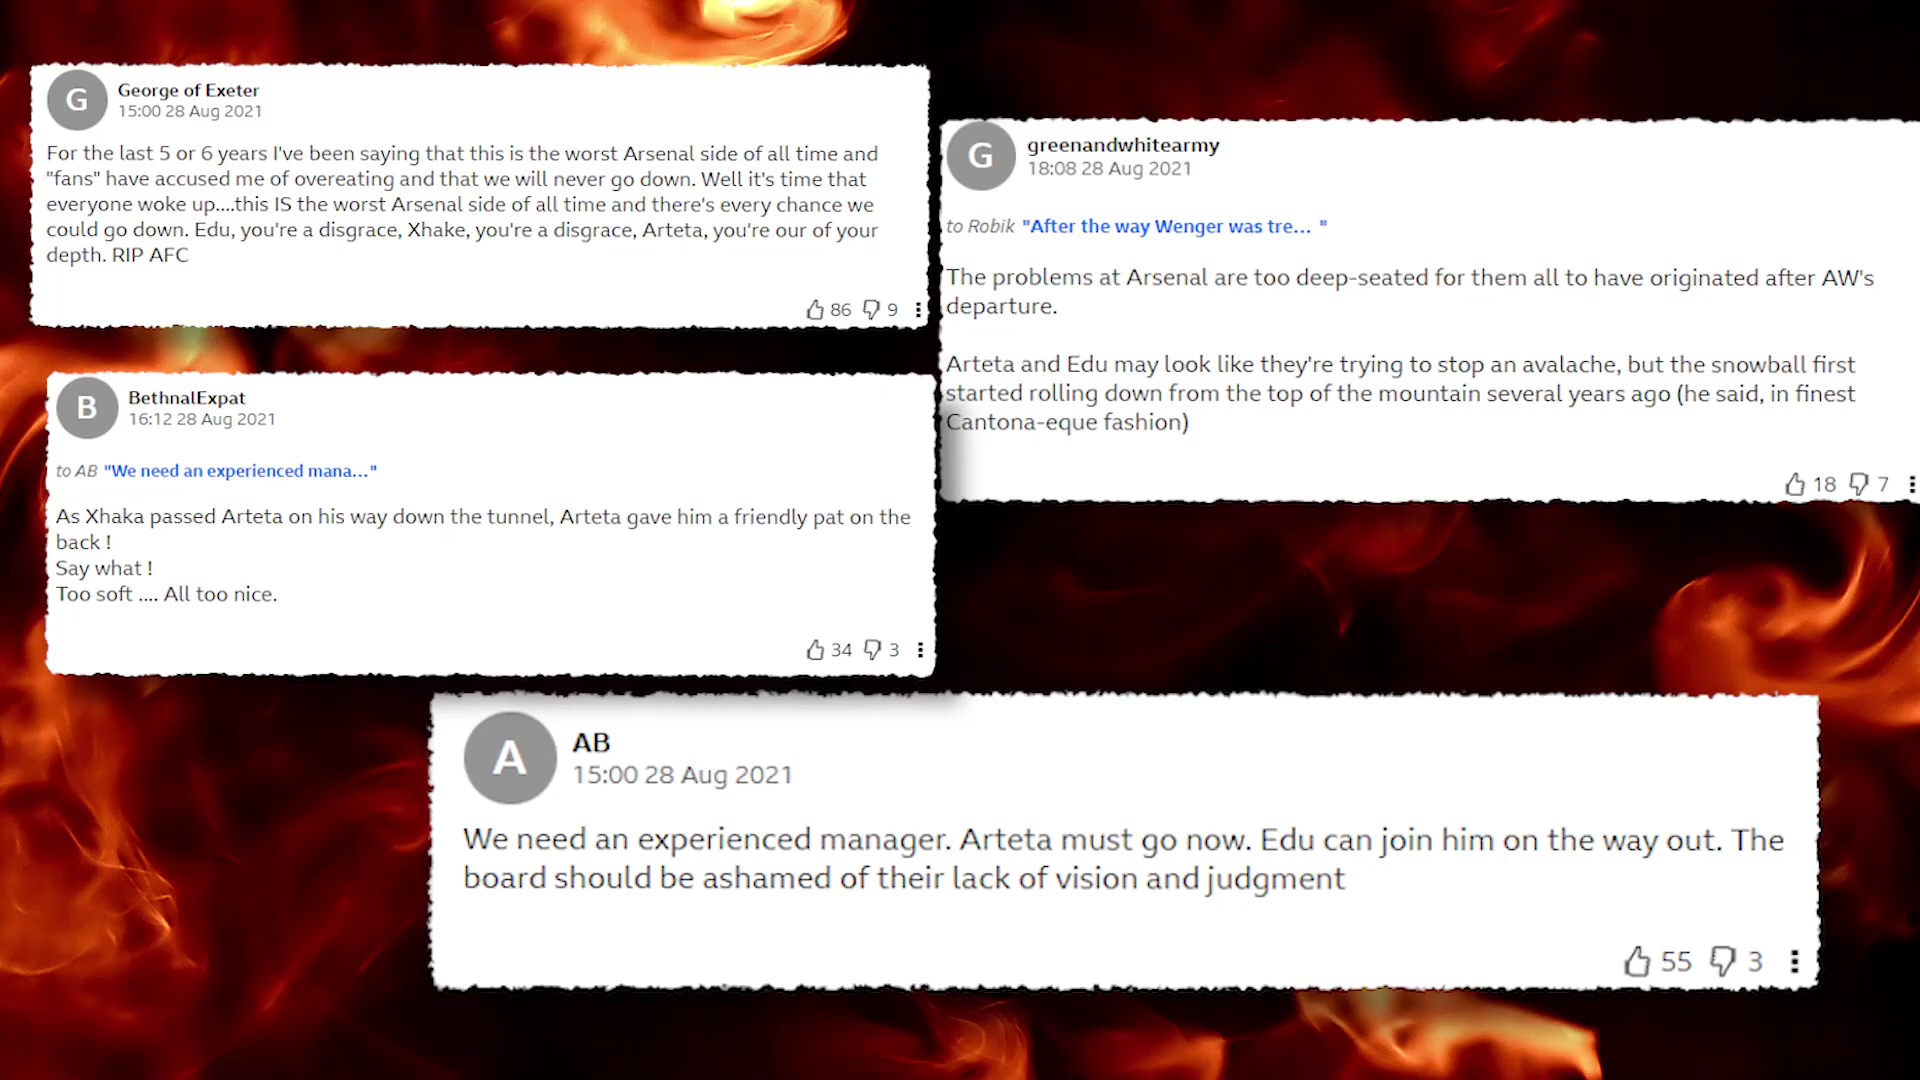 G
George of Exeter
15:00 28 Aug 2021
For the last 5 or 6 years I've been saying that this is the worst Arsenal side of all time and
"fans" have accused me of overeating and that we will never go down. Well it's time that
everyone woke up....this IS the worst Arsenal side of all time and there's every chance we
could go down. Edu, you're a disgrace, Xhake, you're a disgrace, Arteta, you're our of your
depth. RIP AFC
86 9
G
greenandwhitearmy
18:08 28 Aug 2021
to Robik "After the way Wenger was tre... "
The problems at Arsenal are too deep-seated for them all to have originated after AW's
departure.
Arteta and Edu may look like they're trying to stop an avalache, but the snowball first
started rolling down from the top of the mountain several years ago (he said, in finest
Cantona-eque fashion)
18 7
B
BethnalExpat
16:12 28 Aug 2021
to AB "We need an experienced mana..."
As Xhaka passed Arteta on his way down the tunnel, Arteta gave him a friendly pat on the
back !
Say what !
Too soft .... All too nice.
34 3
A
AB
15:00 28 Aug 2021
We need an experienced manager. Arteta must go now. Edu can join him on the way out. The
board should be ashamed of their lack of vision and judgment
55 3